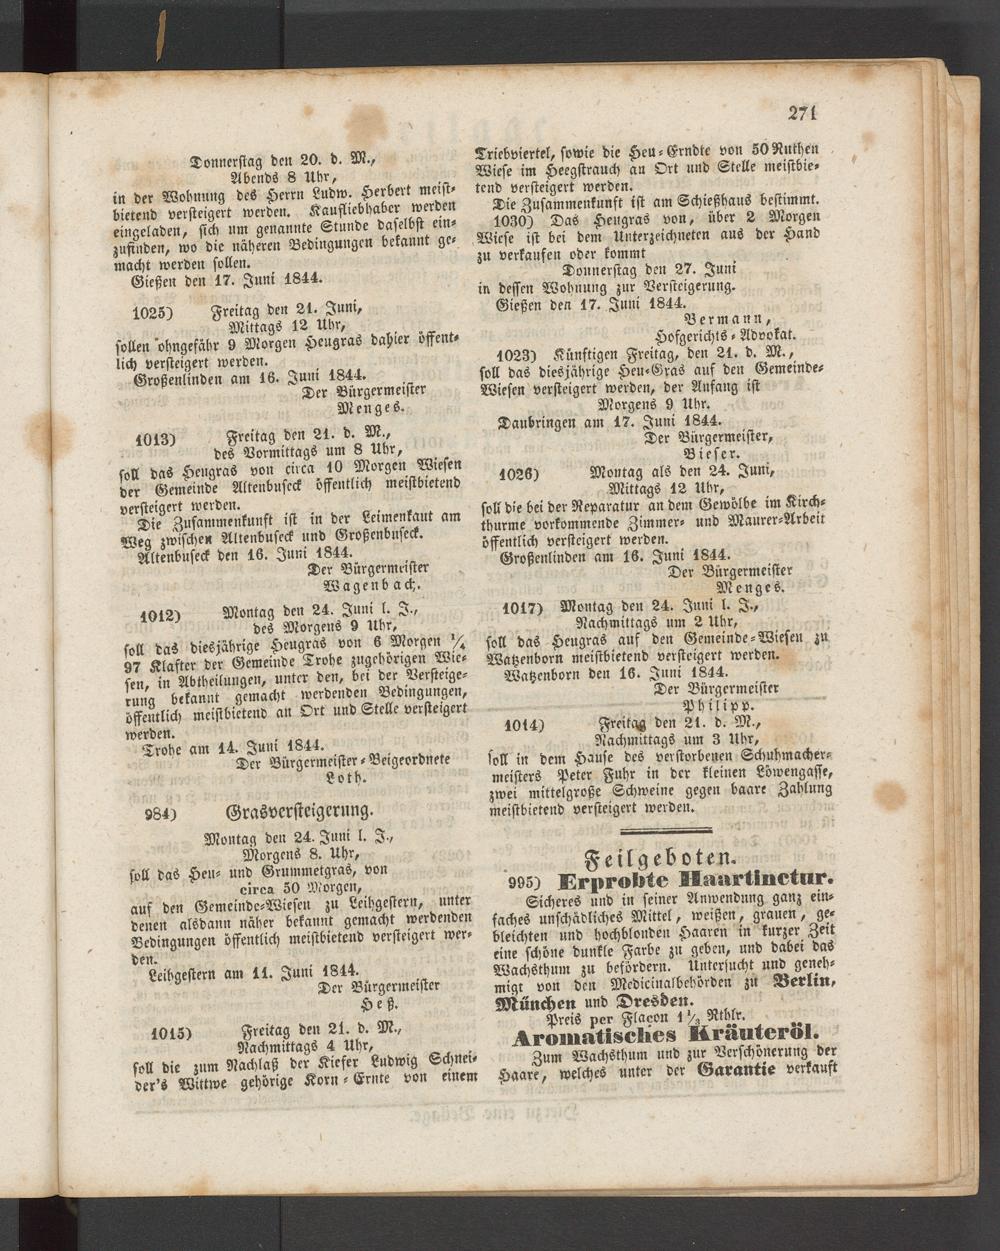 271
Donnerstag den 20. d. M.,
Abends 8 Uhr,
in der Wohnung des Herrn Ludw. Herbert meist-
bietend versteigert werden. Kaufliebhaber werden
eingeladen, sich um genannte Stunde daselbst ein-
zufinden, wo die näheren Bedingungen bekannt ge-
macht werden sollen.
Gießen den 17. Juni 1844.
1025) Freitag den 21. Juni,
Mittags 12 Uhr,
sollen ohngefähr 9 Morgen Heugras dahier öffent-
lich versteigert werden.
Großenlinden am 16. Juni 1844.
Der Bürgermeister
Menges.
1013) Freitag den 21. d. M.,
des Vormittags um 8 Uhr,
soll das Heugras von circa 10 Morgen Wiesen
der Gemeinde Altenbuseck öffentlich meistbietend
versteigert werden.
Die Zusammenkunft ist in der Leimenkaut am
Weg zwischen Altenbuseck und Großenbuseck.
Altenbuseck den 16. Juni 1844.
Der Bürgermeister
Wagenbach.
1012) Montag den 24. Juni l. J.,
des Morgens 9 Uhr,
soll das diesjährige Heugras von 6 Morgen 1/4
97 Klafter der Gemeinde Trohe zugehörigen Wie-
sen, in Abtheilungen, unter den, bei der Versteige-
rung bekannt gemacht werdenden Bedingungen,
öffentlich meistbietend an Ort und Stelle versteigert
werden.
Trohe am 14. Juni 1844.
Der Bürgermeister-Beigeordnete
Loth.
984) Grasversteigerung.
Montag den 24. Juni l. J.,
Morgens 8. Uhr,
soll das Heu- und Grummetgras, von
circa 50 Morgen,
auf den Gemeinde-Wiesen zu Leihgestern, unter
denen alsdann näher bekannt gemacht werdenden
Bedingungen öffentlich meistbietend versteigert wer-
den.
Leihgestern am 11. Juni 1844.
Der Bürgermeister
Heß.
1015) Freitag den 21. d. M.,
Nachmittags 4 Uhr,
soll die zum Nachlaß der Kiefer Ludwig Schnei-
der's Wittwe gehörige Korn-Ernte von einem
Triebviertel, sowie die Heu-Erndte von 50 Ruthen
Wiese im Heegstrauch an Ort und Stelle meistbie-
tend versteigert werden.
Die Zusammenkunft ist am Schießhaus bestimmt.
1030) Das Heugras von, über 2 Morgen
Wiese ist bei dem Unterzeichneten aus der Hand
zu verkaufen oder kommt
Donnerstag den 27. Juni
in dessen Wohnung zur Versteigerung.
Gießen den 17. Juni 1844.
Bermann,
Hofgerichts-Advokat.
1023) Künftigen Freitag, den 21. d. M.,
soll das diesjährige Heu-Gras auf den Gemeinde-
Wiesen versteigert werden, der Anfang ist
Morgens 9 Uhr.
Daubringen am 17. Juni 1844.
Der Bürgermeister,
Bieser.
1026) Montag als den 24. Juni,
Mittags 12 Uhr,
soll die bei der Reparatur an dem Gewölbe im Kirch-
thurme vorkommende Zimmer- und Maurer-Arbeit
öffentlich versteigert werden.
Großenlinden am 16. Juni 1844.
Der Bürgermeister
Menges.
1017) Montag den 24. Juni l. J.,
Nachmittags um 2 Uhr,
soll das Heugras auf den Gemeinde-Wiesen zu
Watzenborn meistbietend versteigert werden.
Watzenborn den 16. Juni 1844.
Der Bürgermeister
Philipp.
1014) Freitag den 21. d. M.,
Nachmittags um 3 Uhr,
soll in dem Hause des verstorbenen Schuhmacher-
meisters Peter Fuhr in der kleinen Löwengasse,
zwei mittelgroße Schweine gegen baare Zahlung
meistbietend versteigert werden.
Feilgeboten.
995) Erprobte Haartinctur.
Sicheres und in seiner Anwendung ganz ein-
faches unschädliches Mittel, weißen, grauen, ge-
bleichten und hochblonden Haaren in kurzer Zeit
eine schöne dunkle Farbe zu geben, und dabei das
Wachsthum zu befördern. Untersucht und geneh-
migt von den Medicinalbehörden zu Berlin,
München und Dresden.
Preis per Flaçon 1 1/3 Rthlr.
Aromatisches Kräuteröl.
Zum Wachsthum und zur Verschönerung der
Haare, welches unter der Garantie verkauft